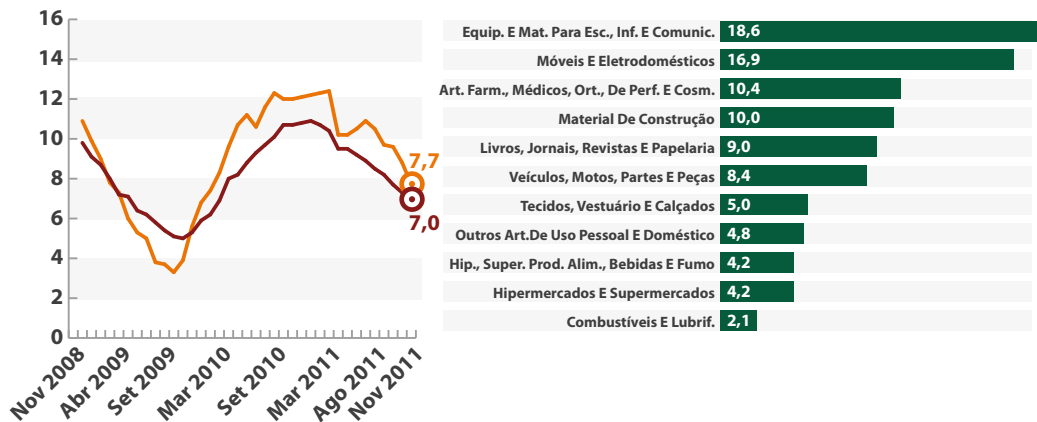 16
14
12
10
8
6
4
2
0
7,7
7,0
Nov 2008
Abr 2009
Set 2009
Mar 2010
Set 2010
Mar 2011
Ago 2011
Nov 2011
Equip. E Mat. Para Esc., Inf. E Comunic. 18,6
Móveis E Eletrodomésticos 16,9
Art. Farm., Médicos, Ort., De Perf. E Cosm. 10,4
Material De Construção 10,0
Livros, Jornais, Revistas E Papelaria 9,0
Veículos, Motos, Partes E Peças 8,4
Tecidos, Vestuário E Calçados 5,0
Outros Art.De Uso Pessoal E Doméstico 4,8
Hip., Super. Prod. Alim., Bebidas E Fumo 4,2
Hipermercados E Supermercados 4,2
Combustíveis E Lubrif. 2,1